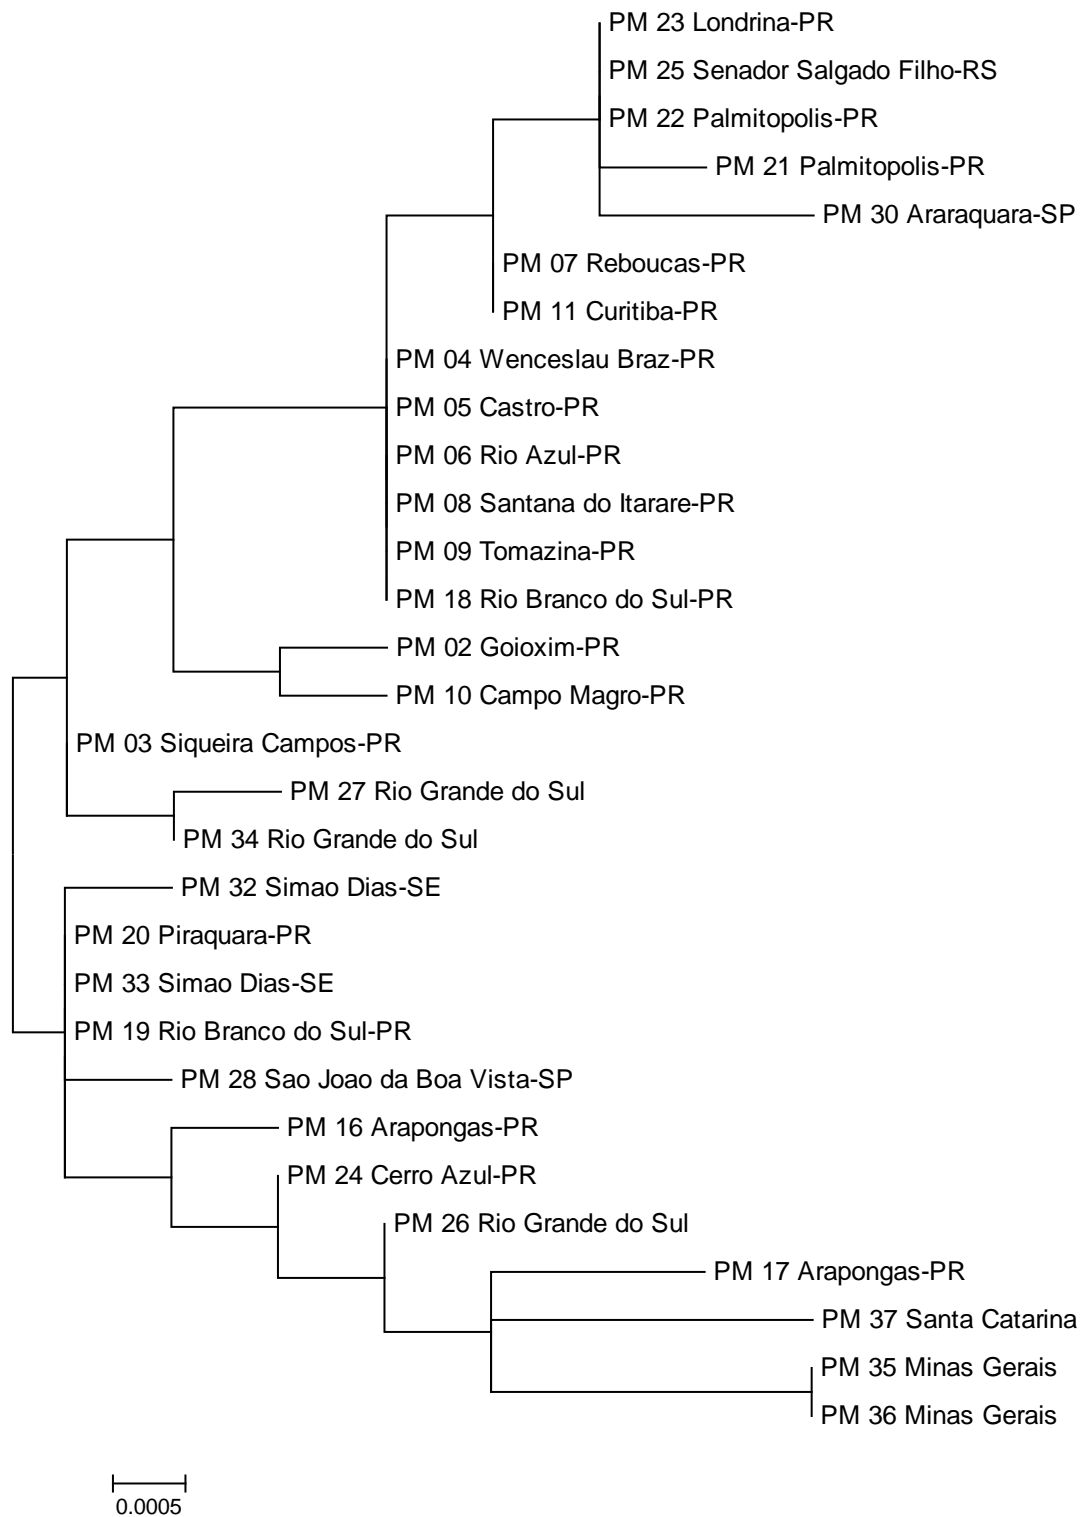 PM 23 Londrina-PR
PM 25 Senador Salgado Filho-RS
PM 22 Palmitopolis-PR
PM 21 Palmitopolis-PR
PM 30 Araraquara-SP
PM 07 Reboucas-PR
PM 11 Curitiba-PR
PM 04 Wenceslau Braz-PR
PM 05 Castro-PR
PM 06 Rio Azul-PR
PM 08 Santana do Itarare-PR
PM 09 Tomazina-PR
PM 18 Rio Branco do Sul-PR
PM 02 Goioxim-PR
PM 10 Campo Magro-PR
PM 03 Siqueira Campos-PR
PM 27 Rio Grande do Sul
PM 34 Rio Grande do Sul
PM 32 Simao Dias-SE
PM 20 Piraquara-PR
PM 33 Simao Dias-SE
PM 19 Rio Branco do Sul-PR
PM 28 Sao Joao da Boa Vista-SP
PM 16 Arapongas-PR
PM 24 Cerro Azul-PR
PM 26 Rio Grande do Sul
PM 17 Arapongas-PR
PM 37 Santa Catarina
PM 35 Minas Gerais
PM 36 Minas Gerais
0.0005